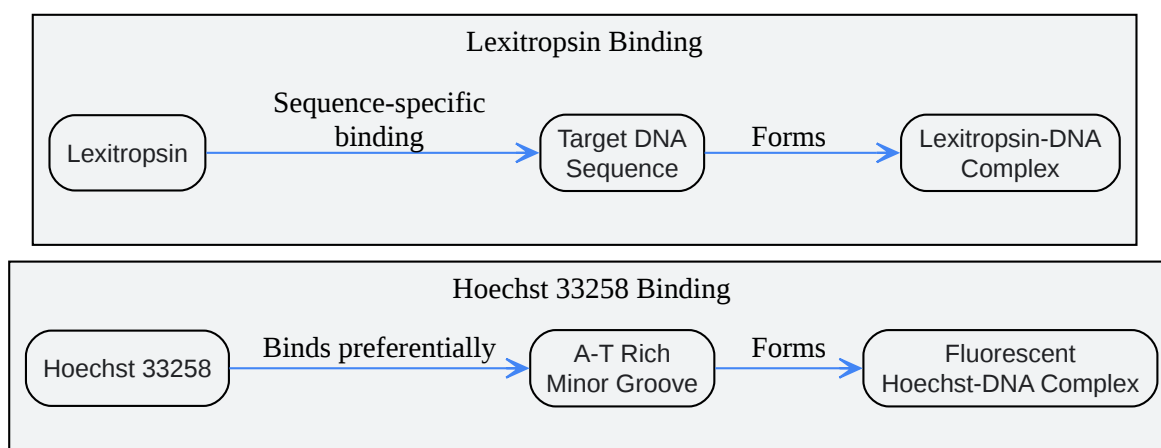 Lexitropsin Binding
Sequence-specific
binding
Lexitropsin
Target DNA
Sequence
Forms
Lexitropsin-DNA
Complex
Hoechst 33258 Binding
Hoechst 33258
Binds preferentially
A-T Rich
Minor Groove
Forms
Fluorescent
Hoechst-DNA Complex